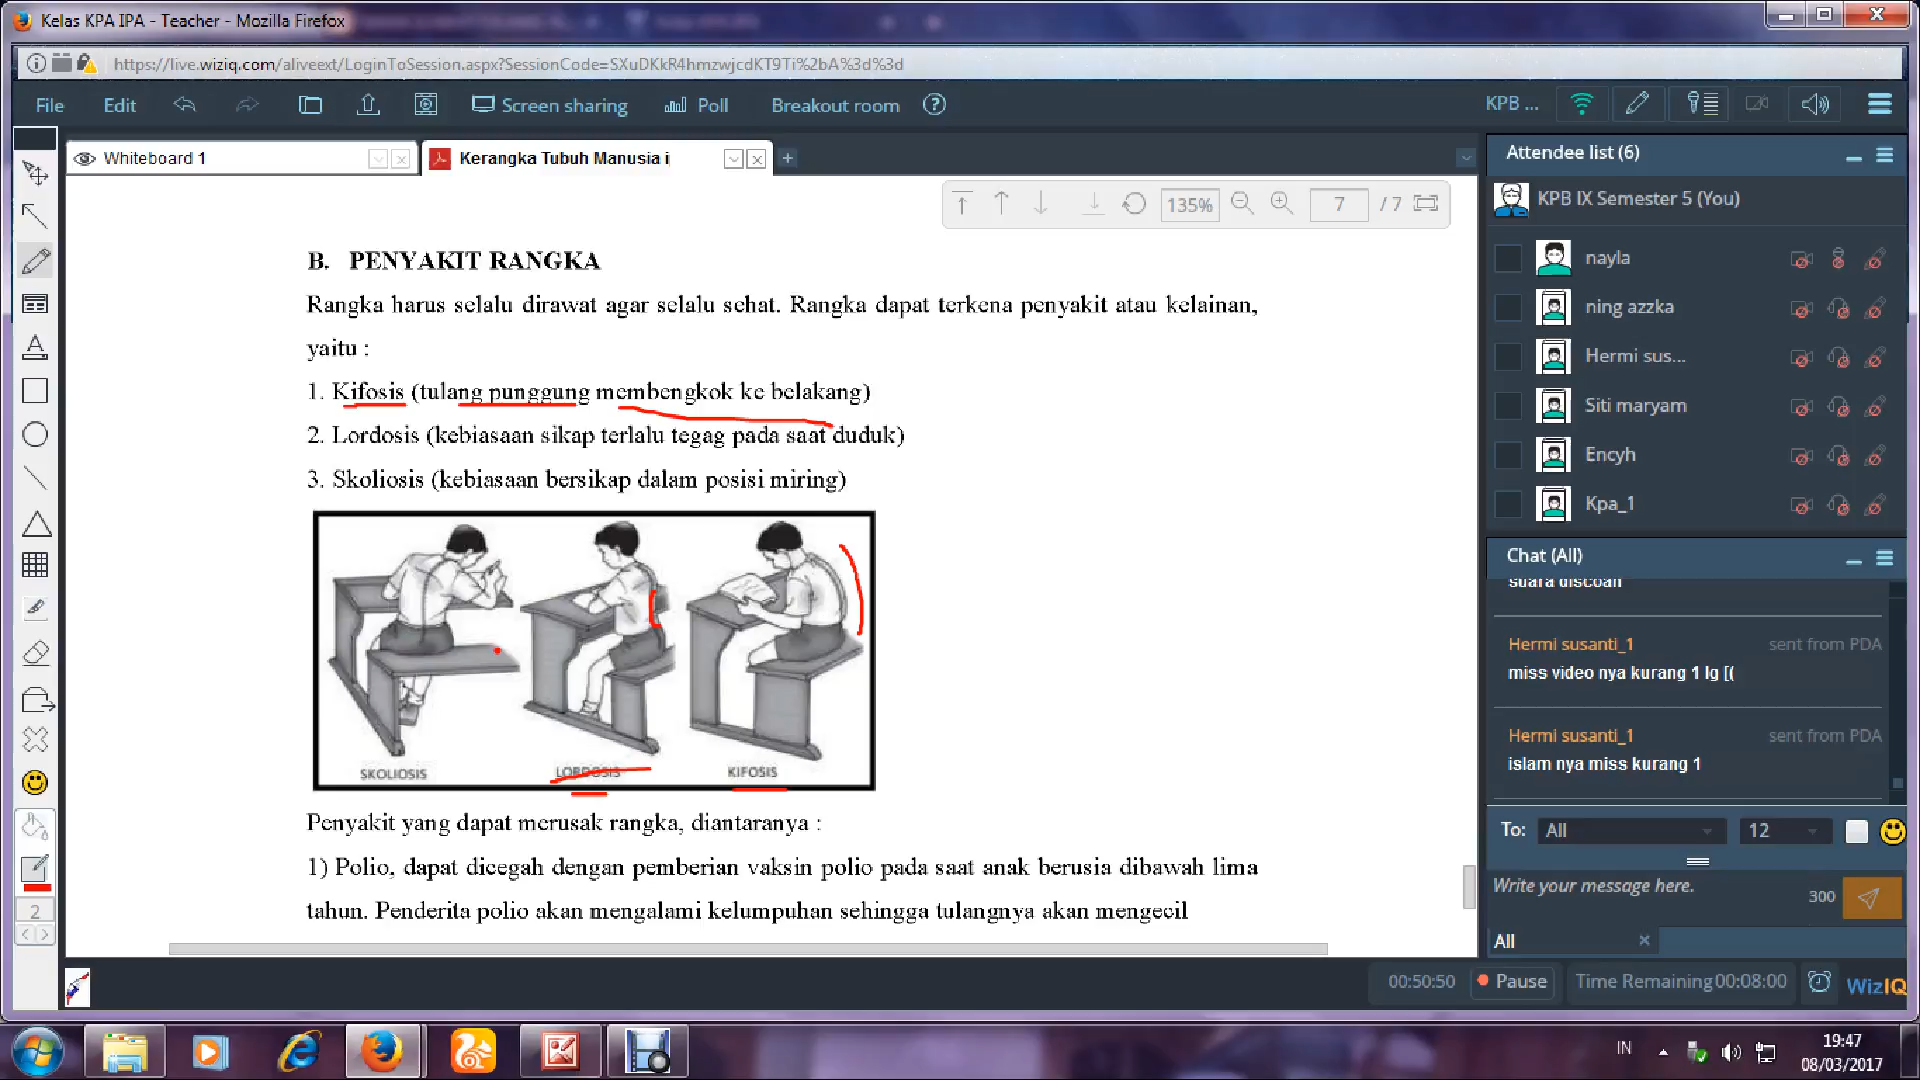 Kelas KPA IPA - Teacher - Mozilla Firefox
https://live.wiziq.com/aliveext/LoginToSession.aspx?SessionCode=SXuDKkR4hmzwjcdKT9Ti%2bA%3d%3d
File Edit Screen sharing Poll Breakout room ? KPB ...
Whiteboard 1
Kerangka Tubuh Manusia i
135% 7 / 7
B. PENYAKIT RANGKA
Rangka harus selalu dirawat agar selalu sehat. Rangka dapat terkena penyakit atau kelainan,
yaitu :
1. Kifosis (tulang punggung membengkok ke belakang)
2. Lordosis (kebiasaan sikap terlalu tegag pada saat duduk)
3. Skoliosis (kebiasaan bersikap dalam posisi miring)
SKOLIOSIS LORDOSIS KIFOSIS
Penyakit yang dapat merusak rangka, diantaranya :
1) Polio, dapat dicegah dengan pemberian vaksin polio pada saat anak berusia dibawah lima
tahun. Penderita polio akan mengalami kelumpuhan sehingga tulangnya akan mengecil
2
Attendee list (6)
KPB IX Semester 5 (You)
nayla
ning azzka
Hermi sus...
Siti maryam
Encyh
Kpa_1
Chat (All)
suara discoan
Hermi susanti_1 sent from PDA
miss video nya kurang 1 lg [(
Hermi susanti_1 sent from PDA
islam nya miss kurang 1
To: All 12
Write your message here. 300
All
00:50:50 Pause Time Remaining 00:08:00 WizIQ
IN 19:47
08/03/2017